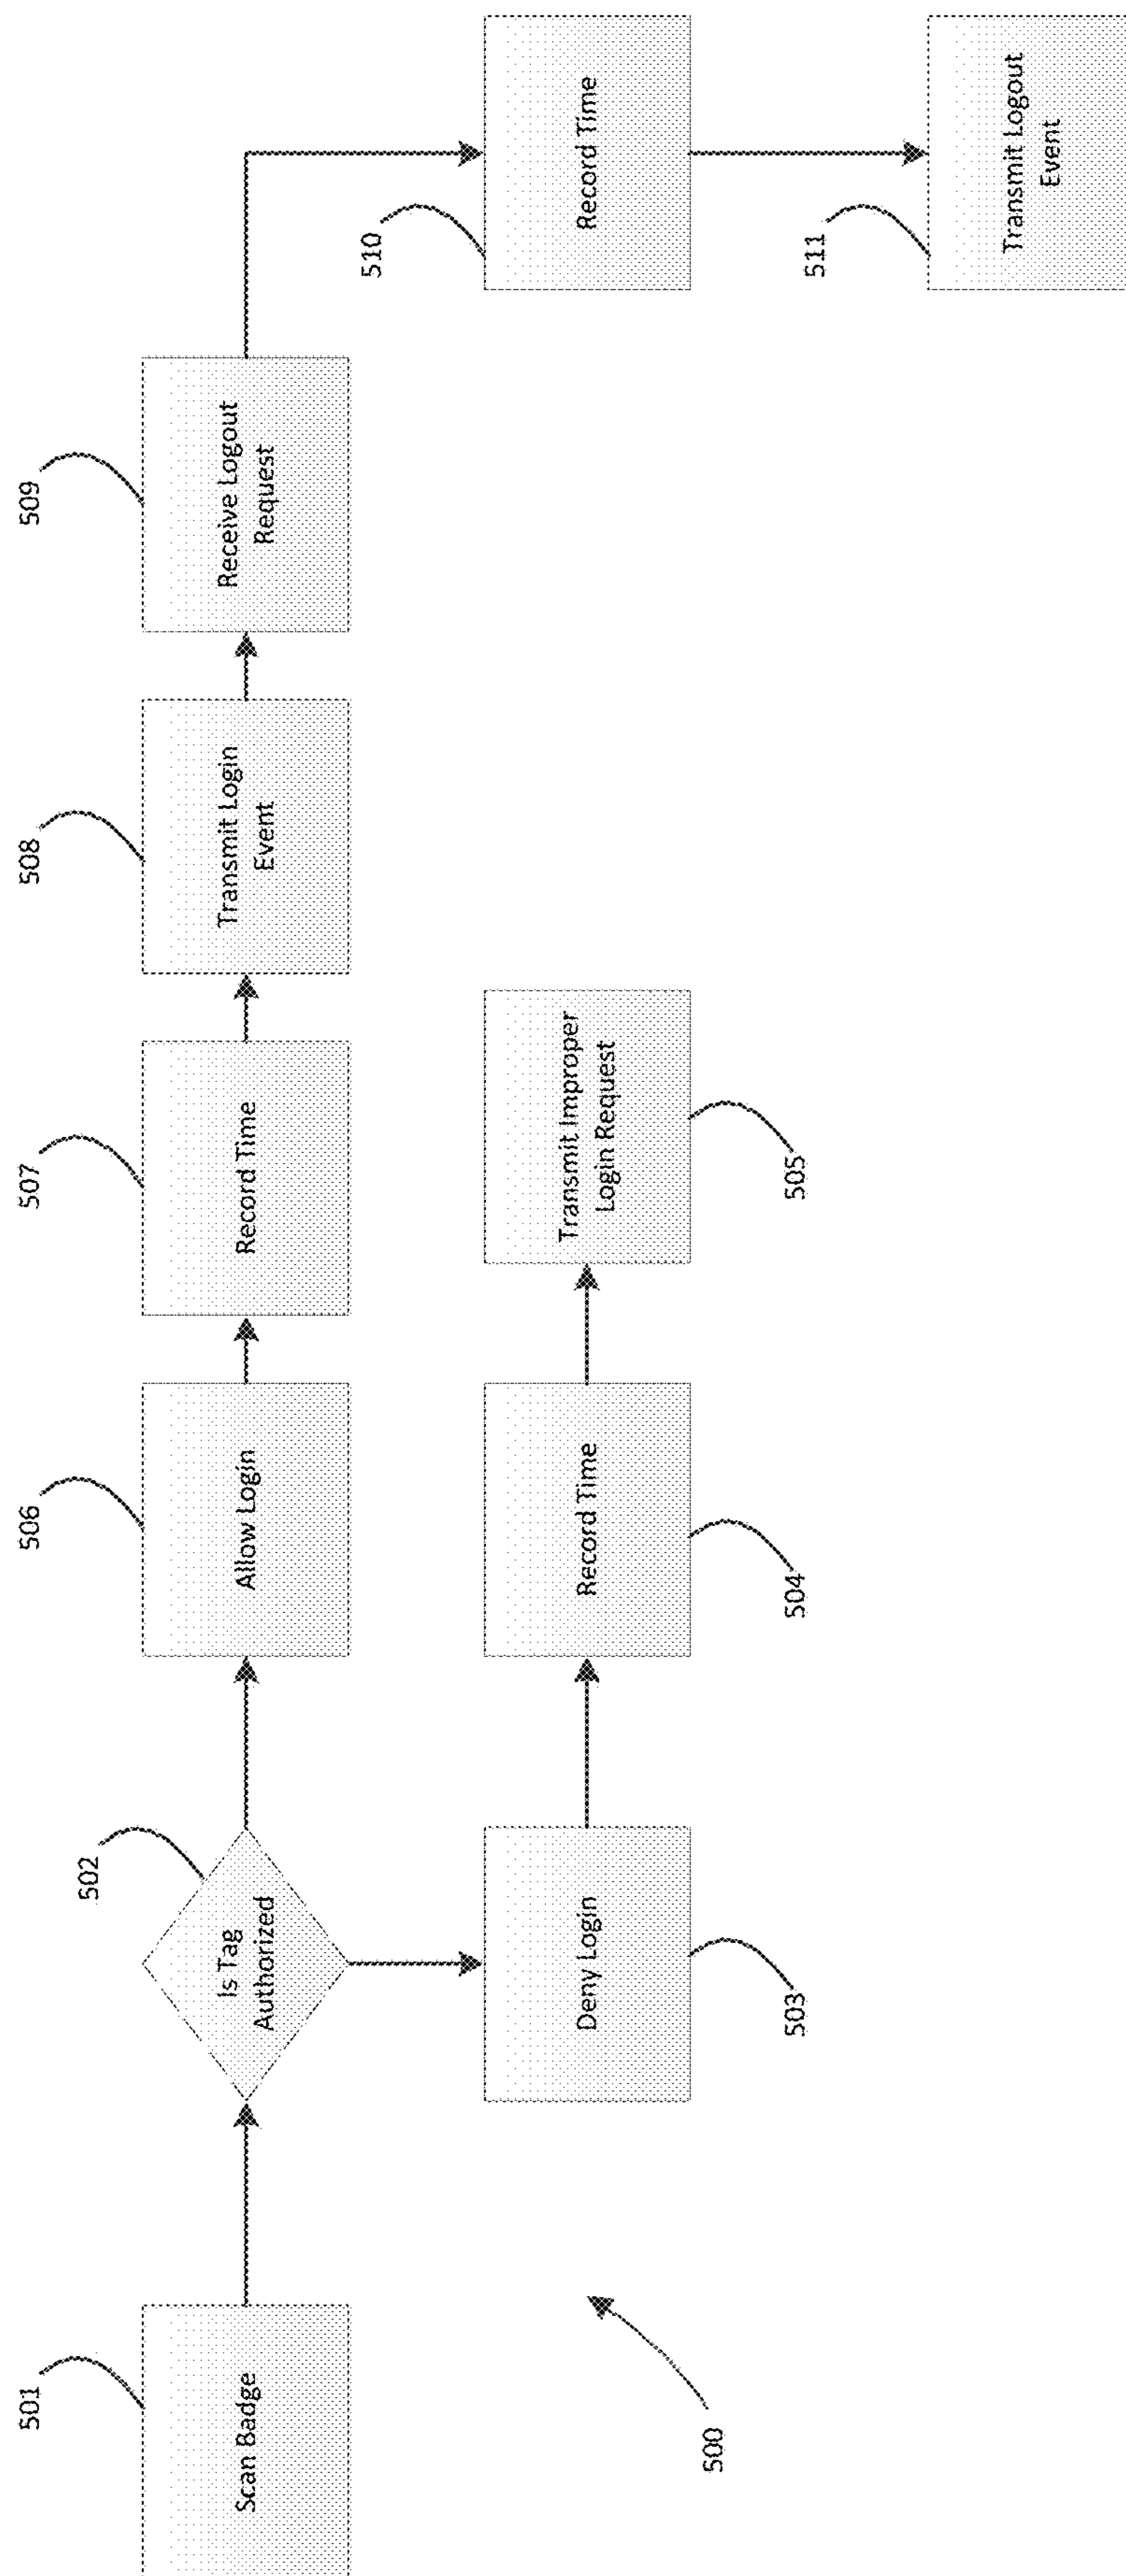 501
Scan Badge
502
Is Tag
Authorized
506
Allow Login
507
Record Time
508
Transmit Login
Event
509
Receive Logout
Request
503
Deny Login
504
Record Time
505
Transmit Improper
Login Request
510
Record Time
511
Transmit Logout
Event
500